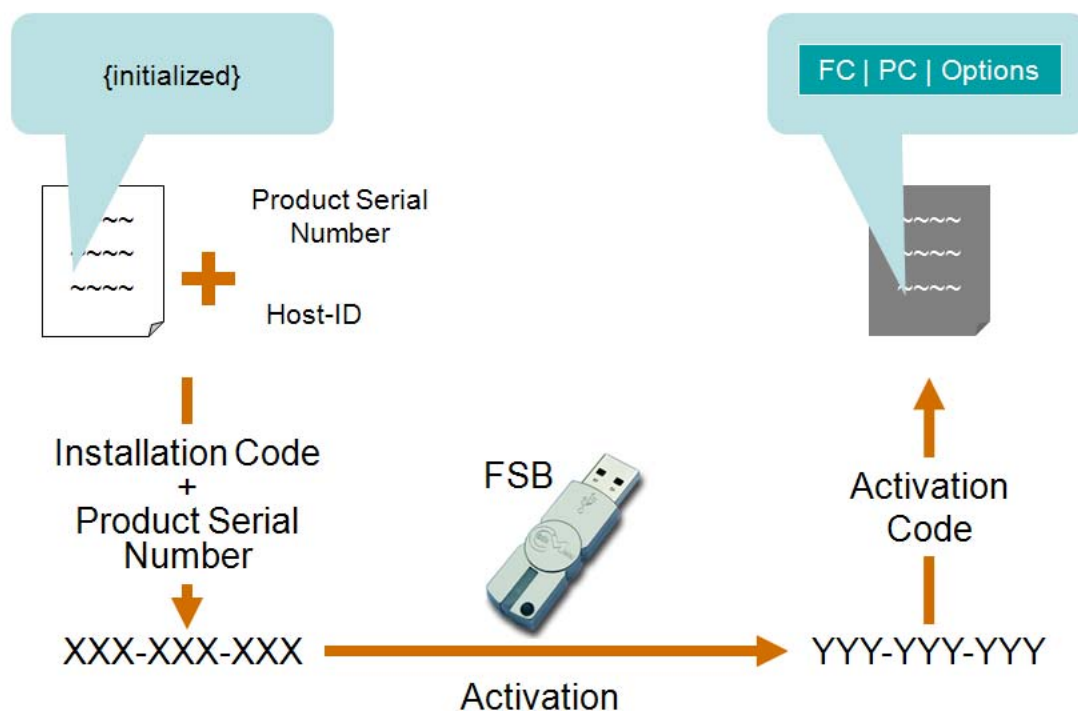 {initialized}
FC | PC | Options
~~~~
~~~~
~~~~
Product Serial
Number
Host-ID
~~~~
~~~~
~~~~
Installation Code
+
Product Serial
Number
FSB
Activation
Code
XXX-XXX-XXX
YYY-YYY-YYY
Activation